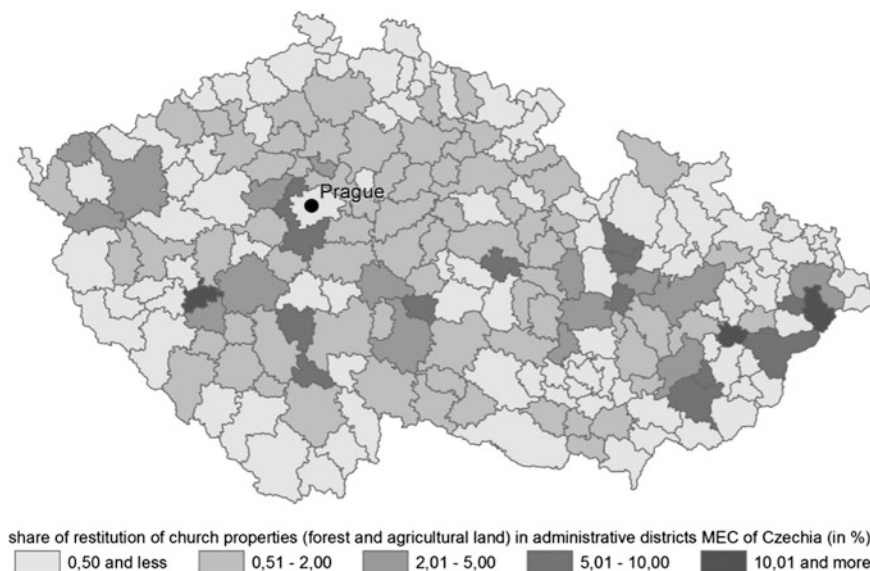 Prague
share of restitution of church properties (forest and agricultural land) in administrative districts MEC of Czechia (in %)
0,50 and less 0,51 - 2,00 2,01 - 5,00 5,01 - 10,00 10,01 and more